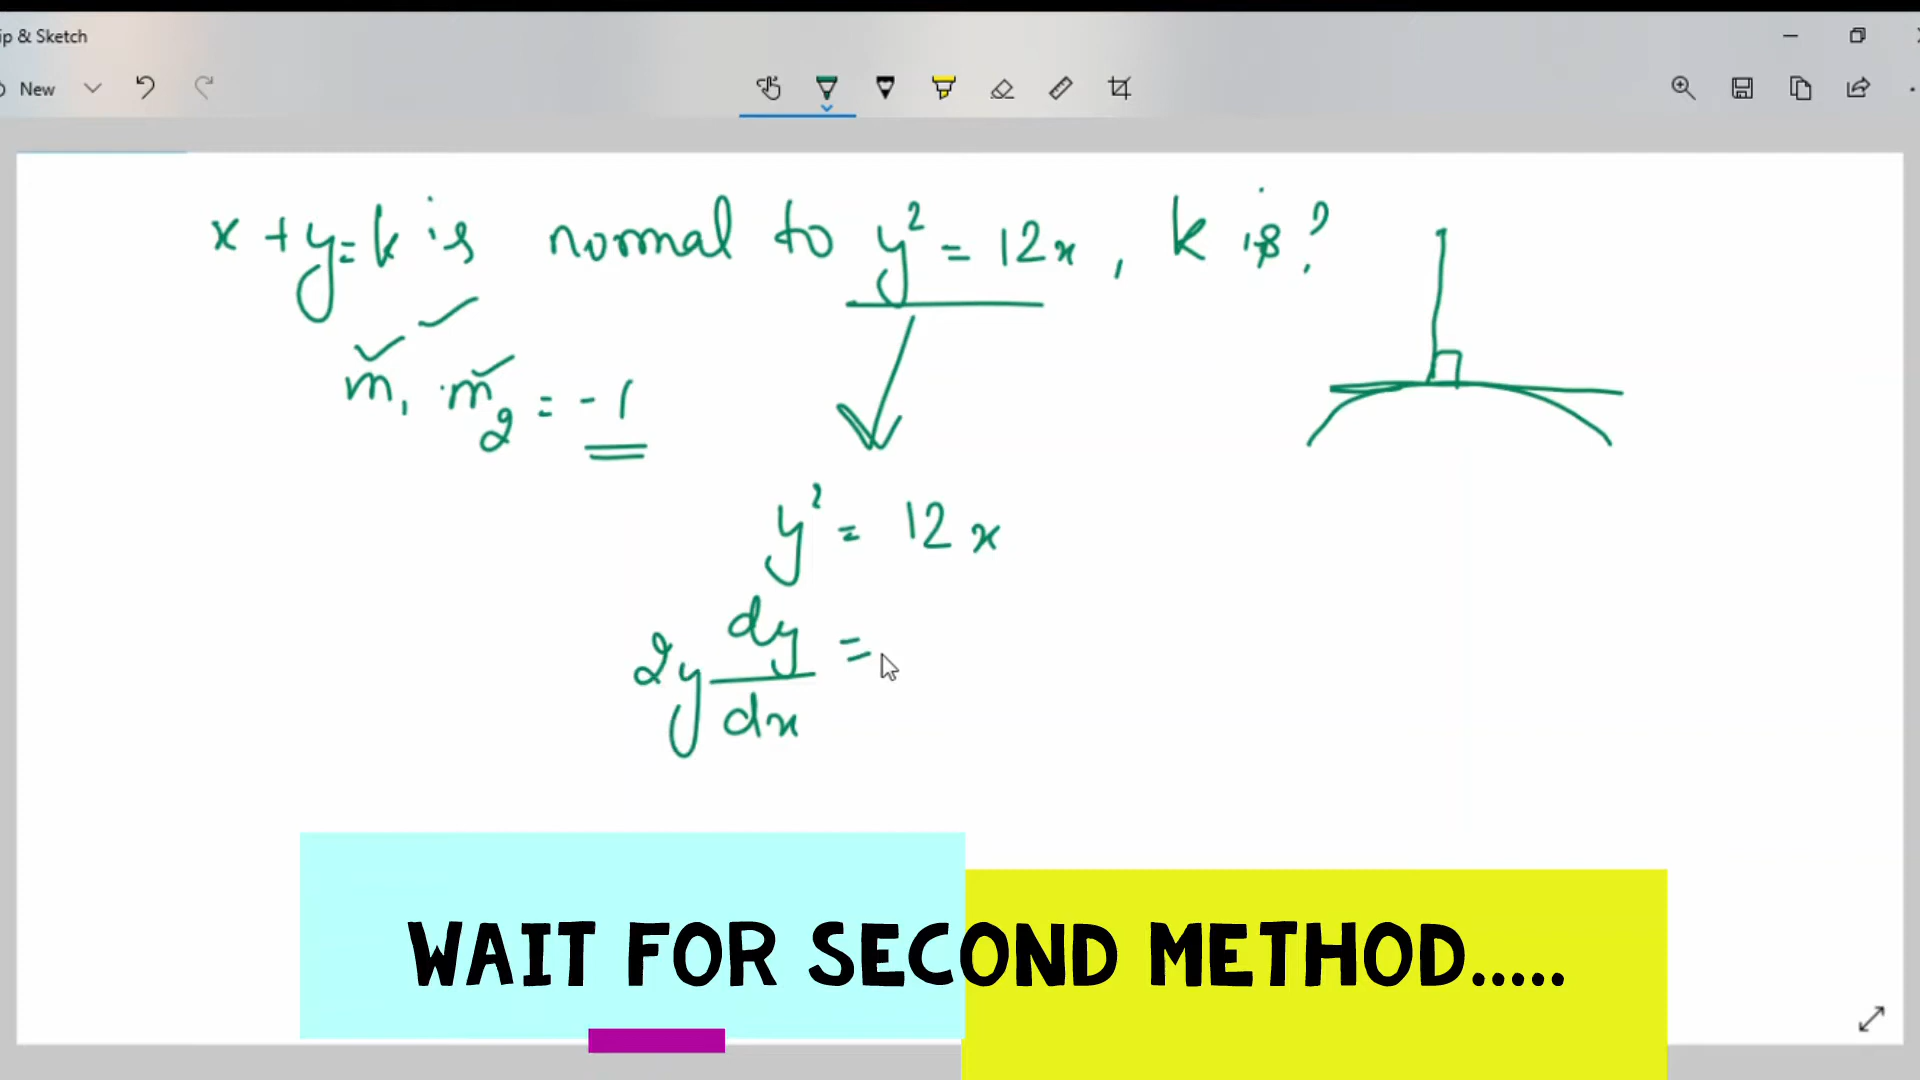 ip & Sketch
New
x + y = k is normal to y² = 12x, k is?
m₁ · m₂ = -1
y² = 12x
2y dy/dx =
WAIT FOR SECOND METHOD.....